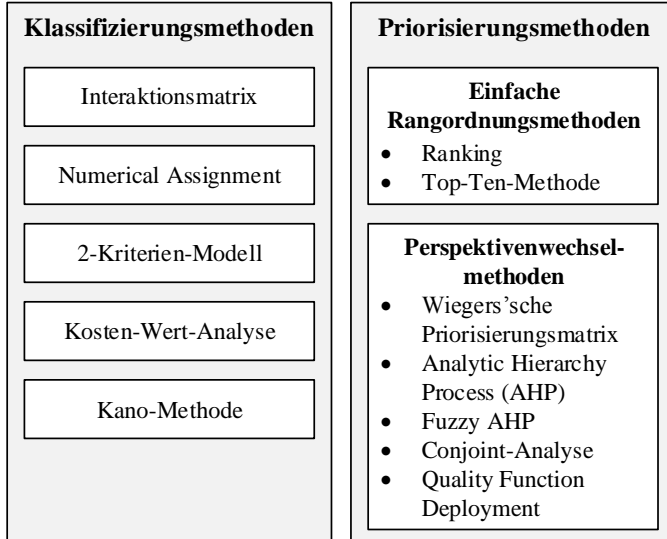 Klassifizierungsmethoden
Interaktionsmatrix
Numerical Assignment
2-Kriterien-Modell
Kosten-Wert-Analyse
Kano-Methode
Priorisierungsmethoden
Einfache
Rangordnungsmethoden
• Ranking
• Top-Ten-Methode
Perspektivenwechsel-
methoden
• Wiegers’sche
Priorisierungsmatrix
• Analytic Hierarchy
Process (AHP)
• Fuzzy AHP
• Conjoint-Analyse
• Quality Function
Deployment